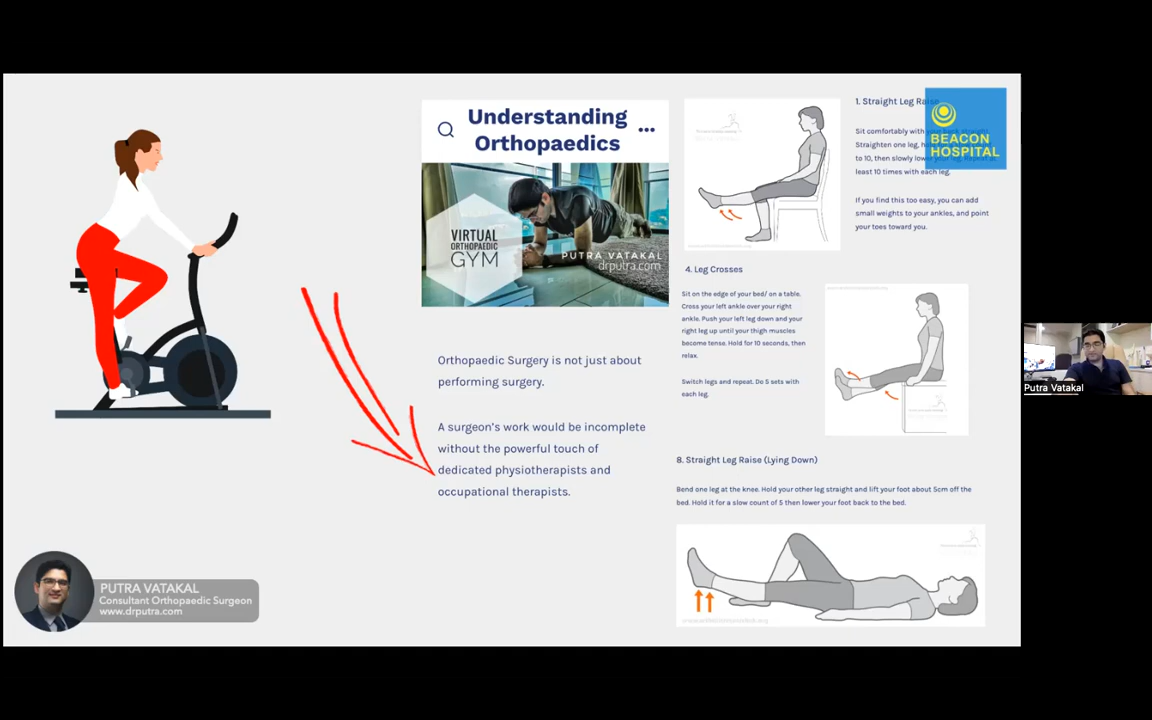 Understanding
Orthopaedics
VIRTUAL
ORTHOPAEDIC
GYM
PUTRA VATAKAL
drputra.com
Orthopaedic Surgery is not just about
performing surgery.
A surgeon's work would be incomplete
without the powerful touch of
dedicated physiotherapists and
occupational therapists.
1. Straight Leg Raise
Sit comfortably with your back straight.
Straighten one leg, h
to 10, then slowly lower your leg. Repeat at
least 10 times with each leg.
If you find this too easy, you can add
small weights to your ankles, and point
your toes toward you.
BEACON
HOSPITAL
4. Leg Crosses
Sit on the edge of your bed/ on a table.
Cross your left ankle over your right
ankle. Push your left leg down and your
right leg up until your thigh muscles
become tense. Hold for 10 seconds, then
relax.
Switch legs and repeat. Do 5 sets with
each leg.
8. Straight Leg Raise (Lying Down)
Bend one leg at the knee. Hold your other leg straight and lift your foot about 5cm off the
bed. Hold it for a slow count of 5 then lower your foot back to the bed.
PUTRA VATAKAL
Consultant Orthopaedic Surgeon
www.drputra.com
Putra Vatakal